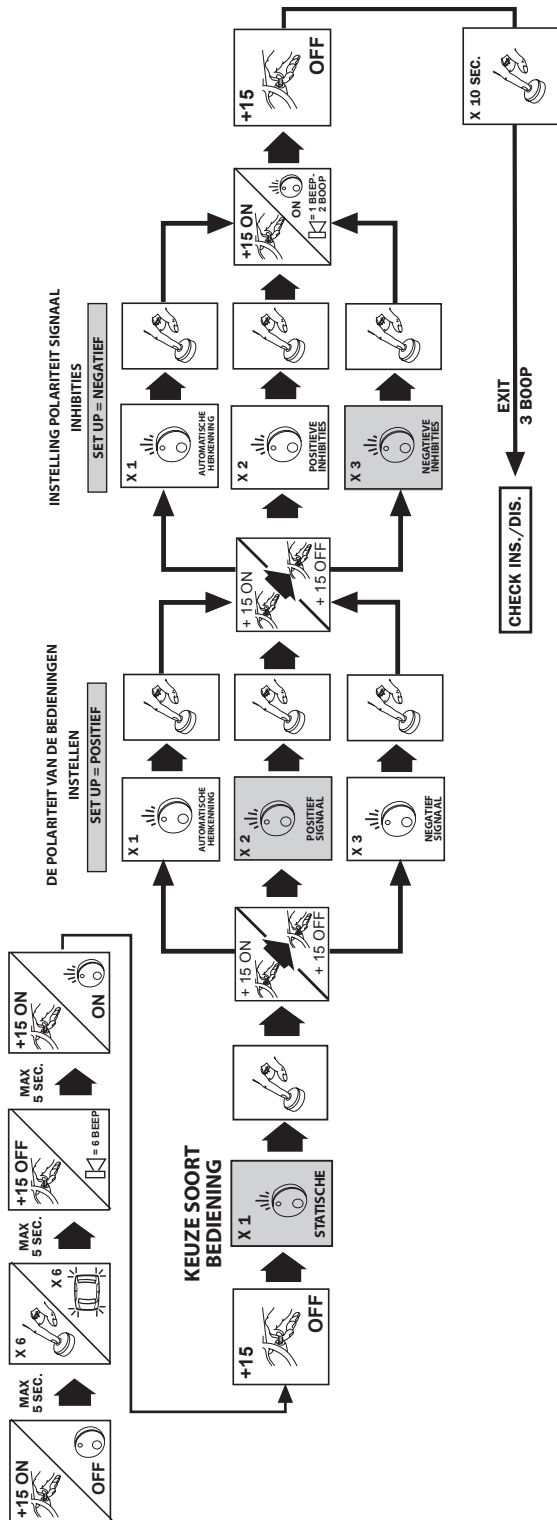 +15 ON
OFF
MAX
5 SEC.
X 6
X 6
MAX
5 SEC.
+15 OFF
= 6 BEEP
MAX
5 SEC.
+15 ON
ON
+15
OFF
KEUZE SOORT
BEDIENING
X 1
STATISCHE
+ 15 ON
+ 15 OFF
DE POLARITEIT VAN DE BEDIENINGEN
INSTELLEN
SET UP = POSITIEF
X 1
AUTOMATISCHE
HERKENNING
X 2
POSITIEF
SIGNAAL
X 3
NEGATIEF
SIGNAAL
+ 15 ON
+ 15 OFF
INSTELLING POLARITEIT SIGNAAL
INHIBITIES
SET UP = NEGATIEF
X 1
AUTOMATISCHE
HERKENNING
X 2
POSITIEVE
INHIBITIES
X 3
NEGATIEVE
INHIBITIES
+15 ON
ON
= 1 BEEP-
2 BOOP
+15
OFF
X 10 SEC.
EXIT
3 BOOP
CHECK INS./DIS.